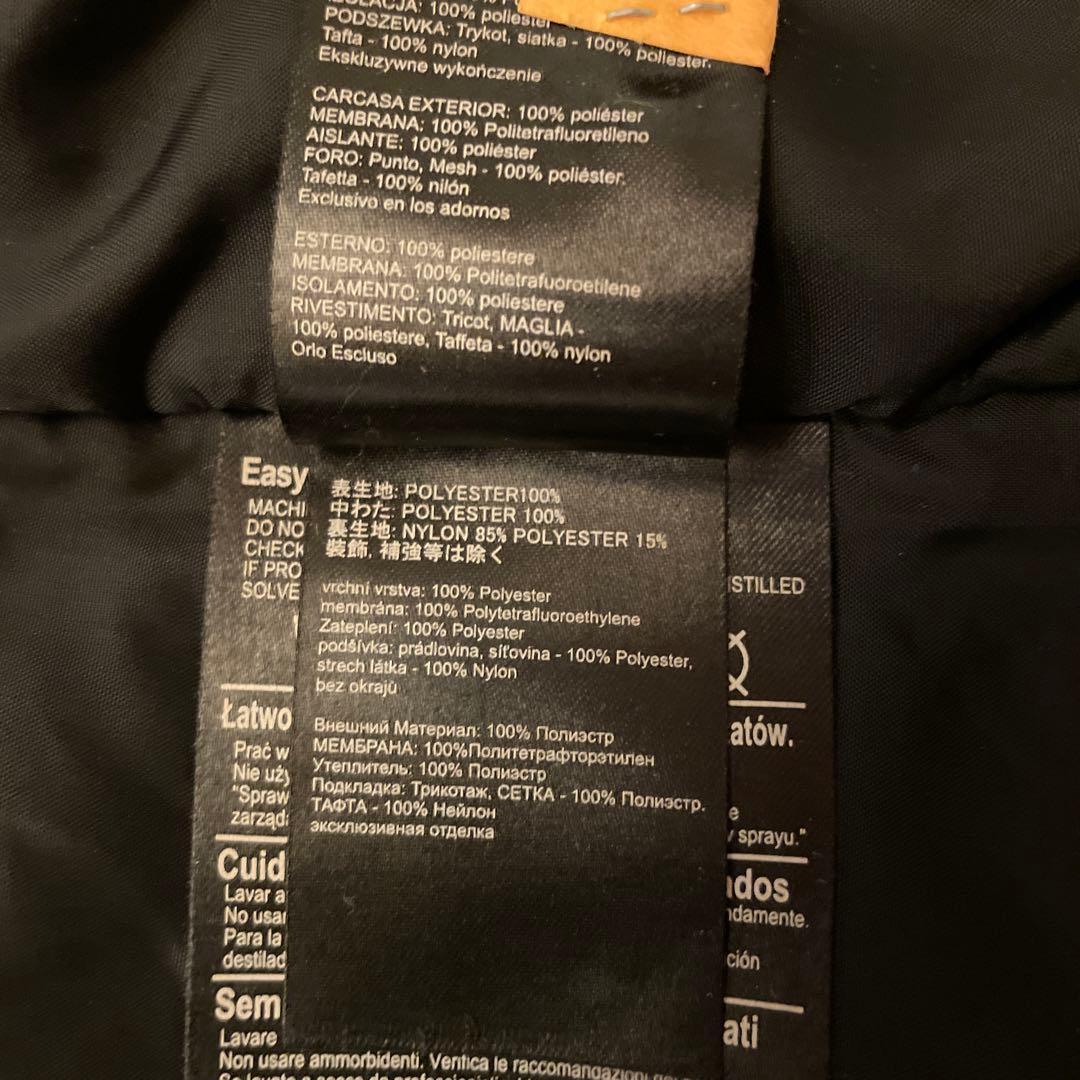 IZOLACJA: 100% poliester
PODSZEWKA: Trykot, siatka - 100% poliester.
Tafta - 100% nylon
Ekskluzywne wykończenie
CARCASA EXTERIOR: 100% poliéster
MEMBRANA: 100% Politetrafluoretileno
AISLANTE: 100% poliéster
FORO: Punto, Mesh - 100% poliéster.
Tafetta - 100% nilón
Exclusivo en los adornos
ESTERNO: 100% poliestere
MEMBRANA: 100% Politetrafuoroetilene
ISOLAMENTO: 100% poliestere
RIVESTIMENTO: Tricot, MAGLIA -
100% poliestere, Taffeta - 100% nylon
Orlo Escluso
表生地: POLYESTER100%
中わた: POLYESTER 100%
裏生地: NYLON 85% POLYESTER 15%
装飾, 補強等は除く
vrchní vrstva: 100% Polyester
membrána: 100% Polytetrafluoroethylene
Zateplení: 100% Polyester
podšívka: prádlovina, síťovina - 100% Polyester,
strech látka - 100% Nylon
bez okrajů
Внешний Материал: 100% Полиэстр
МЕМБРАНА: 100%Политетрафторэтилен
Утеплитель: 100% Полиэстр
Подкладка: Трикотаж, СЕТКА - 100% Полиэстр.
ТАФТА - 100% Нейлон
эксклюзивная отделка
Easy
MACHI
DO NO
CHECK
IF PRO
SOLVE
STILLED
Łatwo
atów.
Prać w
Nie uży
"Spraw
zarząd
e
sprayu."
Cuid
dos
Lavar a
No usar
ndamente.
Para la
destilad
ción
Sem
ati
Lavare
Non usare ammorbidenti. Verifica le raccomandazioni